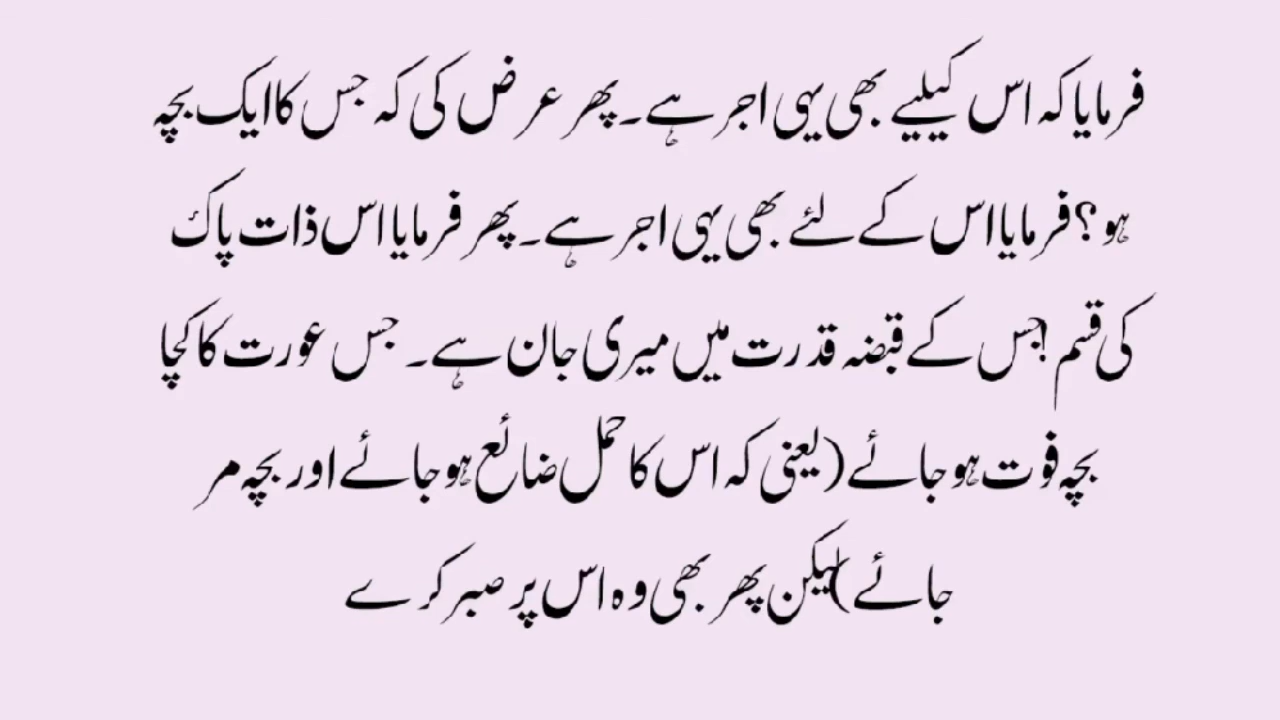 فرمایا کہ اس کیلیے بھی یہی اجر ہے۔ پھر عرض کی کہ جس کا ایک بچہ
ہو؟ فرمایا اس کے لئے بھی یہی اجر ہے۔ پھر فرمایا اس ذات پاک
کی قسم! جس کے قبضہ قدرت میں میری جان ہے۔ جس عورت کا کچا
بچہ فوت ہو جائے (یعنی کہ اس کا حمل ضائع ہو جائے اور بچہ مر
جائے) لیکن پھر بھی وہ اس پر صبر کرے